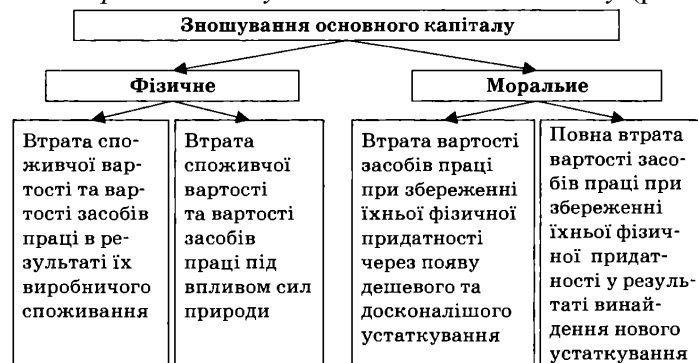 Зношування основного капіталу
Фізичне
Моральие
Втрата спо-
живчої вар-
тості та вар-
тості засобів
праці в ре-
зультаті їх
виробничого
споживання
Втрата
споживчої
вартості
та вартості
засобів
праці під
впливом сил
природи
Втрата вартості
засобів праці
при збереженні
їхньої фізичної
придатності
через появу
дешевого та
досконалішого
устаткування
Повна втрата
вартості засо-
бів праці при
збереженні
їхньої фізич-
ної придат-
ності у резуль-
таті винай-
дення нового
устаткування